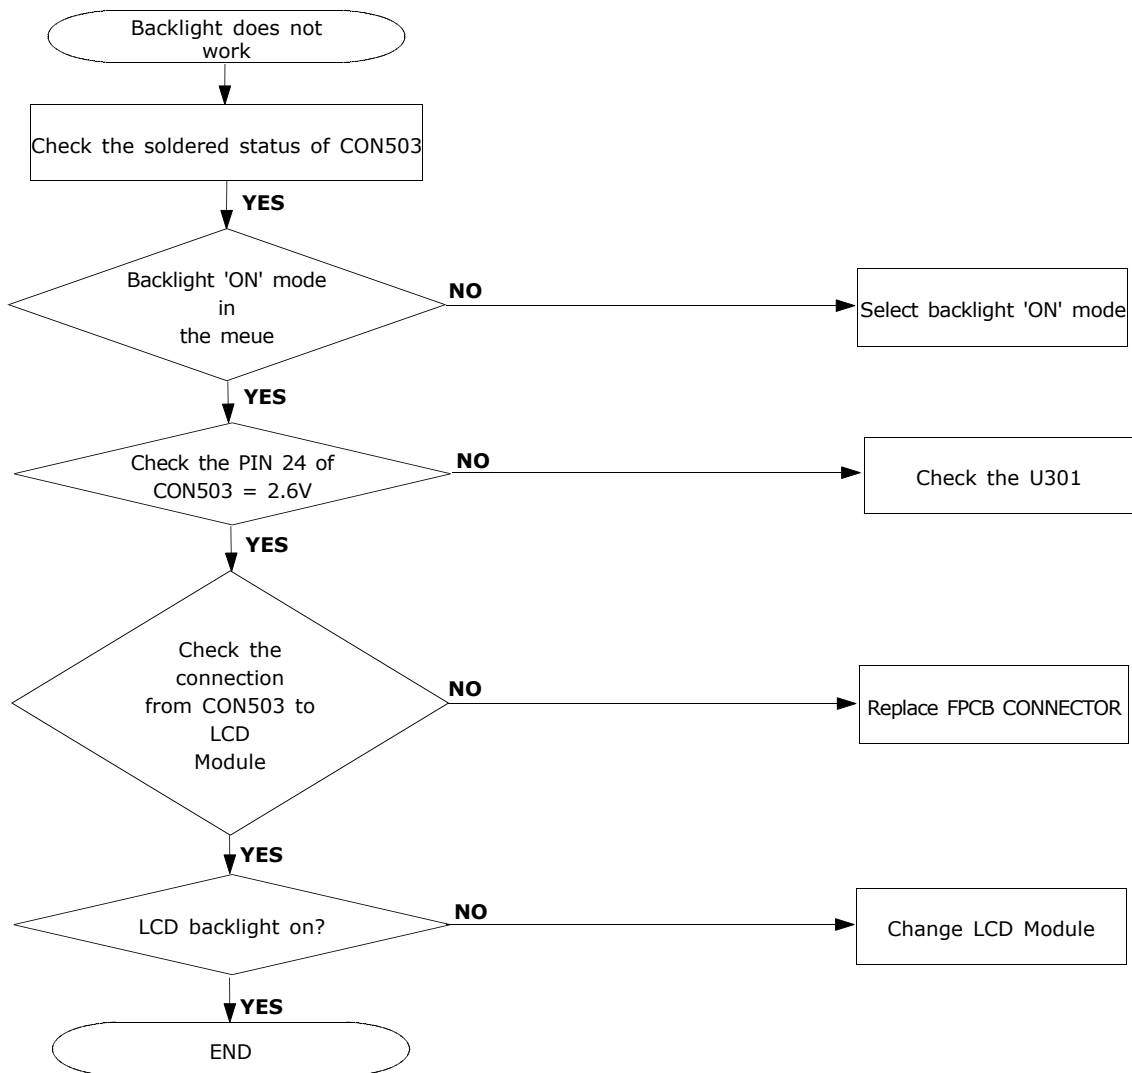 Backlight does not
work
Check the soldered status of CON503
YES
Backlight 'ON' mode
in
the meue
NO
Select backlight 'ON' mode
YES
Check the PIN 24 of
CON503 = 2.6V
NO
Check the U301
YES
Check the
connection
from CON503 to
LCD
Module
NO
Replace FPCB CONNECTOR
YES
LCD backlight on?
NO
Change LCD Module
YES
END